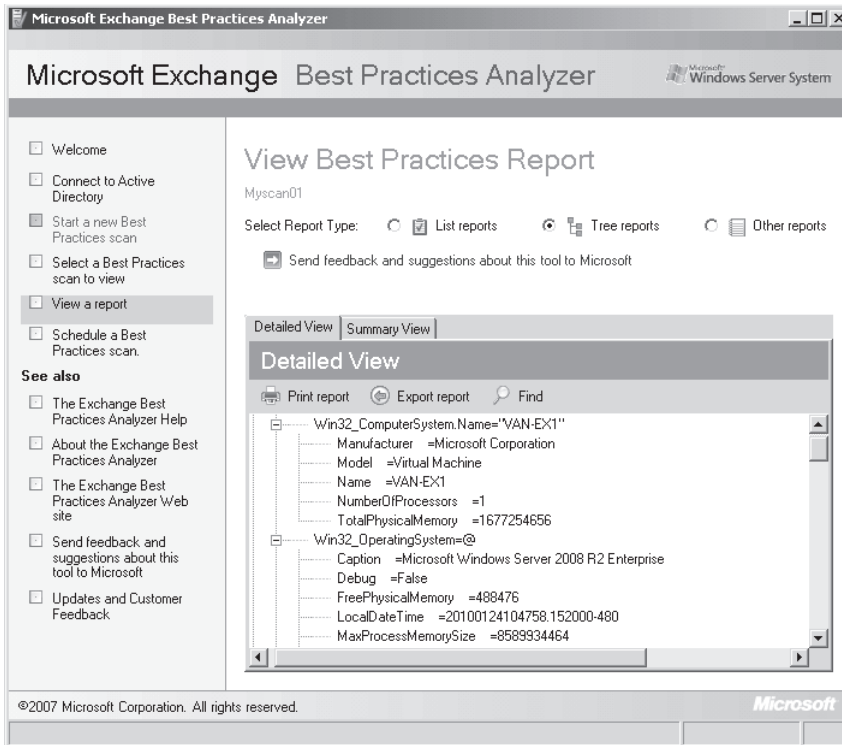 Microsoft Exchange Best Practices Analyzer
Microsoft Exchange Best Practices Analyzer
Microsoft
Windows Server System
Welcome
Connect to Active
Directory
Start a new Best
Practices scan
Select a Best Practices
scan to view
View a report
Schedule a Best
Practices scan.
See also
The Exchange Best
Practices Analyzer Help
About the Exchange Best
Practices Analyzer
The Exchange Best
Practices Analyzer Web
site
Send feedback and
suggestions about this
tool to Microsoft
Updates and Customer
Feedback
View Best Practices Report
Myscan01
Select Report Type: List reports Tree reports Other reports
Send feedback and suggestions about this tool to Microsoft
Detailed View Summary View
Detailed View
Print report Export report Find
Win32_ComputerSystem.Name="VAN-EX1"
Manufacturer =Microsoft Corporation
Model =Virtual Machine
Name =VAN-EX1
NumberOfProcessors =1
TotalPhysicalMemory =1677254656
Win32_OperatingSystem=@
Caption =Microsoft Windows Server 2008 R2 Enterprise
Debug =False
FreePhysicalMemory =488476
LocalDateTime =20100124104758.152000-480
MaxProcessMemorySize =8589934464
©2007 Microsoft Corporation. All rights reserved.
Microsoft